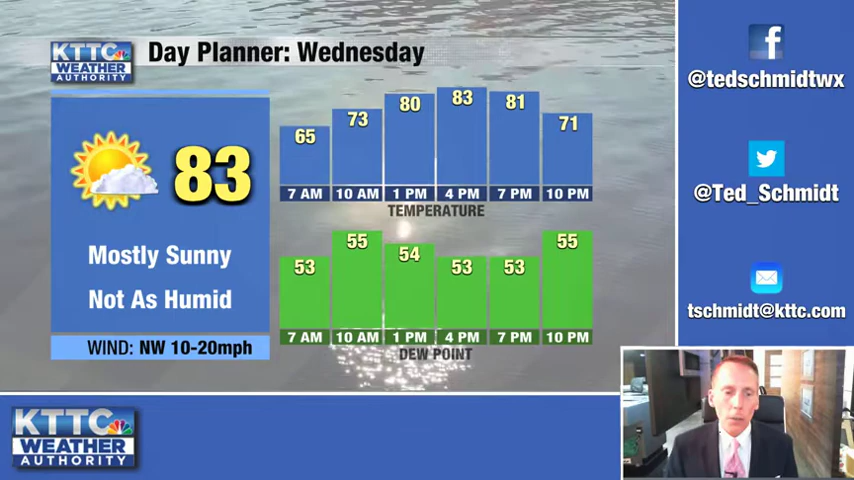 KTTC
WEATHER
AUTHORITY
Day Planner: Wednesday
83
Mostly Sunny
Not As Humid
WIND: NW 10-20mph
65 73 80 83 81 71
7 AM 10 AM 1 PM 4 PM 7 PM 10 PM
TEMPERATURE
53 55 54 53 53 55
7 AM 10 AM 1 PM 4 PM 7 PM 10 PM
DEW POINT
f
@tedschmidtwx
@Ted_Schmidt
tschmidt@kttc.com
KTTC
WEATHER
AUTHORITY